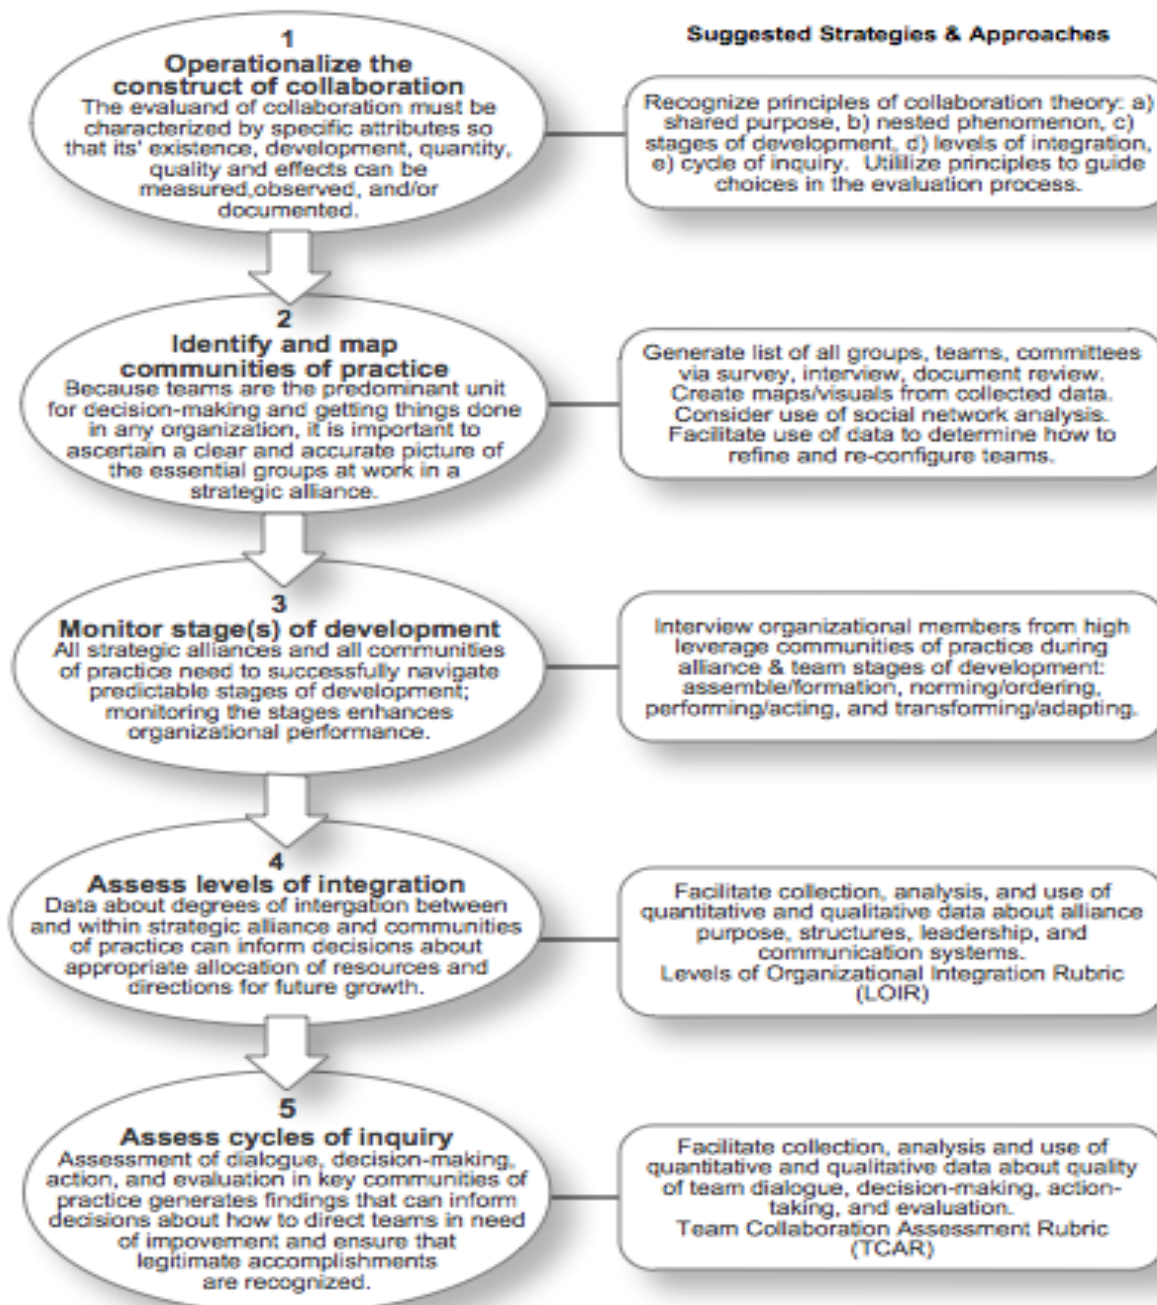 Suggested Strategies & Approaches
1
Operationalize the
construct of collaboration
The evaluand of collaboration must be
characterized by specific attributes so
that its' existence, development, quantity,
quality and effects can be
measured,observed, and/or
documented.
Recognize principles of collaboration theory: a)
shared purpose, b) nested phenomenon, c)
stages of development, d) levels of integration,
e) cycle of inquiry. Utililize principles to guide
choices in the evaluation process.
2
Identify and map
communities of practice
Because teams are the predominant unit
for decision-making and getting things done
in any organization, it is important to
ascertain a clear and accurate picture of
the essential groups at work in a
strategic alliance.
Generate list of all groups, teams, committees
via survey, interview, document review.
Create maps/visuals from collected data.
Consider use of social network analysis.
Facilitate use of data to determine how to
refine and re-configure teams.
3
Monitor stage(s) of development
All strategic alliances and all communities
of practice need to successfully navigate
predictable stages of development;
monitoring the stages enhances
organizational performance.
Interview organizational members from high
leverage communities of practice during
alliance & team stages of development:
assemble/formation, norming/ordering,
performing/acting, and transforming/adapting.
4
Assess levels of integration
Data about degrees of intergation between
and within strategic alliance and communities
of practice can inform decisions about
appropriate allocation of resources and
directions for future growth.
Facilitate collection, analysis, and use of
quantitative and qualitative data about alliance
purpose, structures, leadership, and
communication systems.
Levels of Organizational Integration Rubric
(LOIR)
5
Assess cycles of inquiry
Assessment of dialogue, decision-making,
action, and evaluation in key communities of
practice generates findings that can inform
decisions about how to direct teams in need
of impovement and ensure that
legitimate accomplishments
are recognized.
Facilitate collection, analysis and use of
quantitative and qualitative data about quality
of team dialogue, decision-making, action-
taking, and evaluation.
Team Collaboration Assessment Rubric
(TCAR)